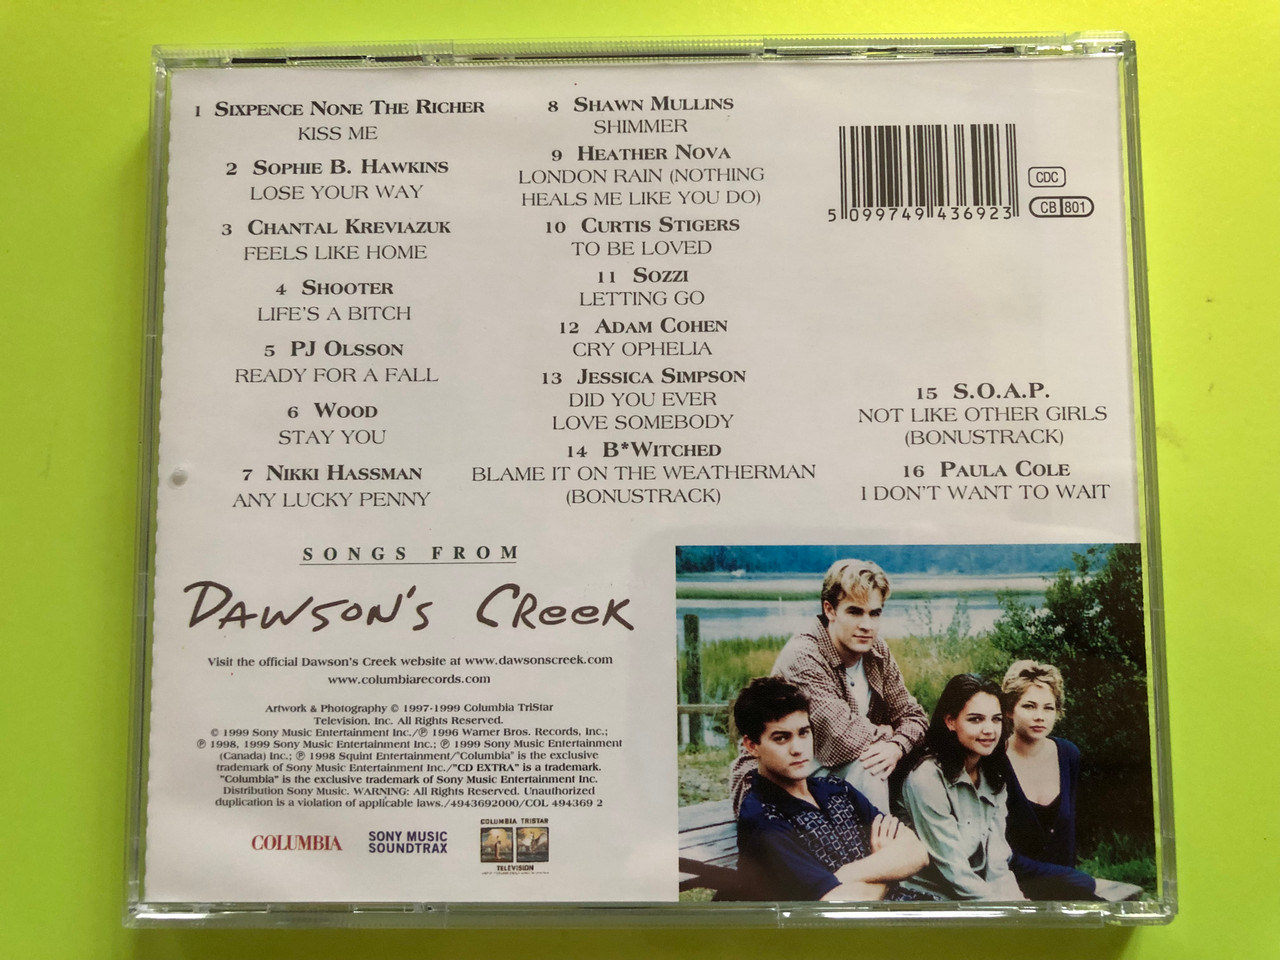 1 Sixpence None The Richer
KISS ME
2 Sophie B. Hawkins
LOSE YOUR WAY
3 Chantal Kreviazuk
FEELS LIKE HOME
4 Shooter
LIFE'S A BITCH
5 PJ Olsson
READY FOR A FALL
6 Wood
STAY YOU
7 Nikki Hassman
ANY LUCKY PENNY
8 Shawn Mullins
SHIMMER
9 Heather Nova
LONDON RAIN (NOTHING
HEALS ME LIKE YOU DO)
10 Curtis Stigers
TO BE LOVED
11 Sozzi
LETTING GO
12 Adam Cohen
CRY OPHELIA
13 Jessica Simpson
DID YOU EVER
LOVE SOMEBODY
14 B*Witched
BLAME IT ON THE WEATHERMAN
(BONUSTRACK)
5 099749 436923
CDC
CB 801
15 S.O.A.P.
NOT LIKE OTHER GIRLS
(BONUSTRACK)
16 Paula Cole
I DON'T WANT TO WAIT
SONGS FROM
DAWSON'S CREEK
Visit the official Dawson's Creek website at www.dawsonscreek.com
www.columbiarecords.com
Artwork & Photography © 1997-1999 Columbia TriStar
Television, Inc. All Rights Reserved.
© 1999 Sony Music Entertainment Inc./℗ 1996 Warner Bros. Records, Inc.;
℗ 1998, 1999 Sony Music Entertainment Inc.; ℗ 1999 Sony Music Entertainment
(Canada) Inc.; ℗ 1998 Squint Entertainment/"Columbia" is the exclusive
trademark of Sony Music Entertainment Inc./"CD EXTRA" is a trademark.
"Columbia" is the exclusive trademark of Sony Music Entertainment Inc.
Distribution Sony Music. WARNING: All Rights Reserved. Unauthorized
duplication is a violation of applicable laws./4943692000/COL 494369 2
COLUMBIA
SONY MUSIC
SOUNDTRAX
COLUMBIA TRISTAR
TELEVISION